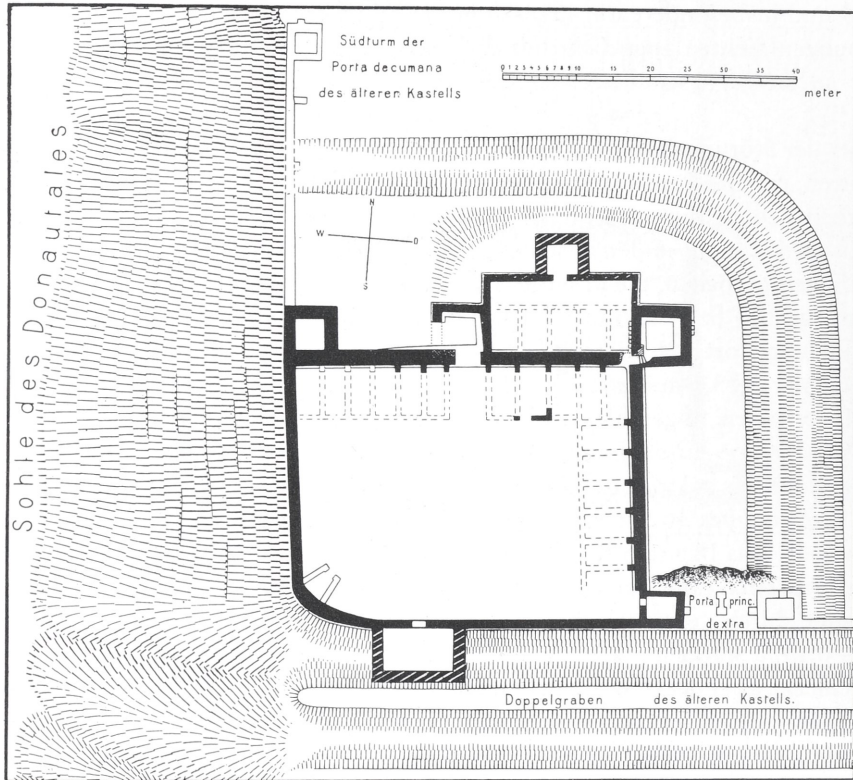 Südturm der
Porta decumana
des älteren Kastells
0 1 2 3 4 5 6 7 8 9 10 20 25 30 35 40
meter
Sohle des Donautales
N
W O
S
Porta princ.
dextra
Doppelgraben des älteren Kastells.